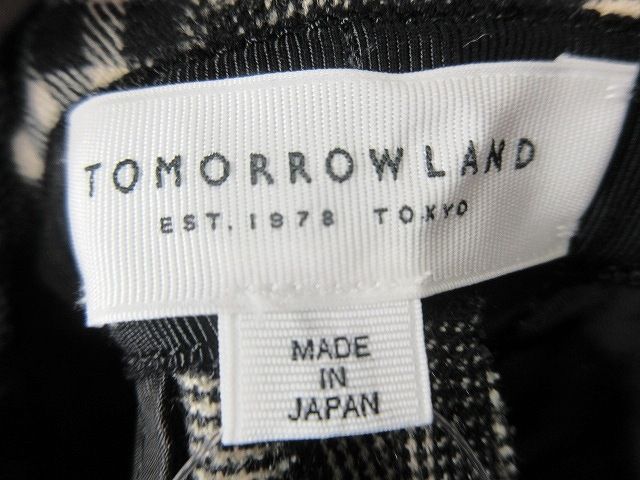 TOMORROWLAND
EST. 1978 TOKYO
MADE
IN
JAPAN